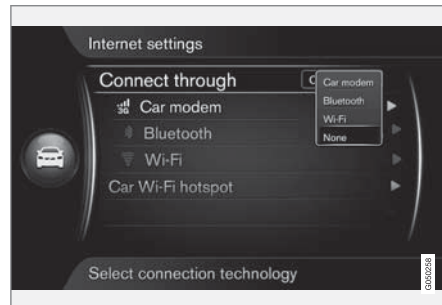 Internet settings
Connect through
Car modem
Bluetooth
Wi-Fi
None
3G Car modem
Bluetooth
Wi-Fi
Car Wi-Fi hotspot
Select connection technology
G050258